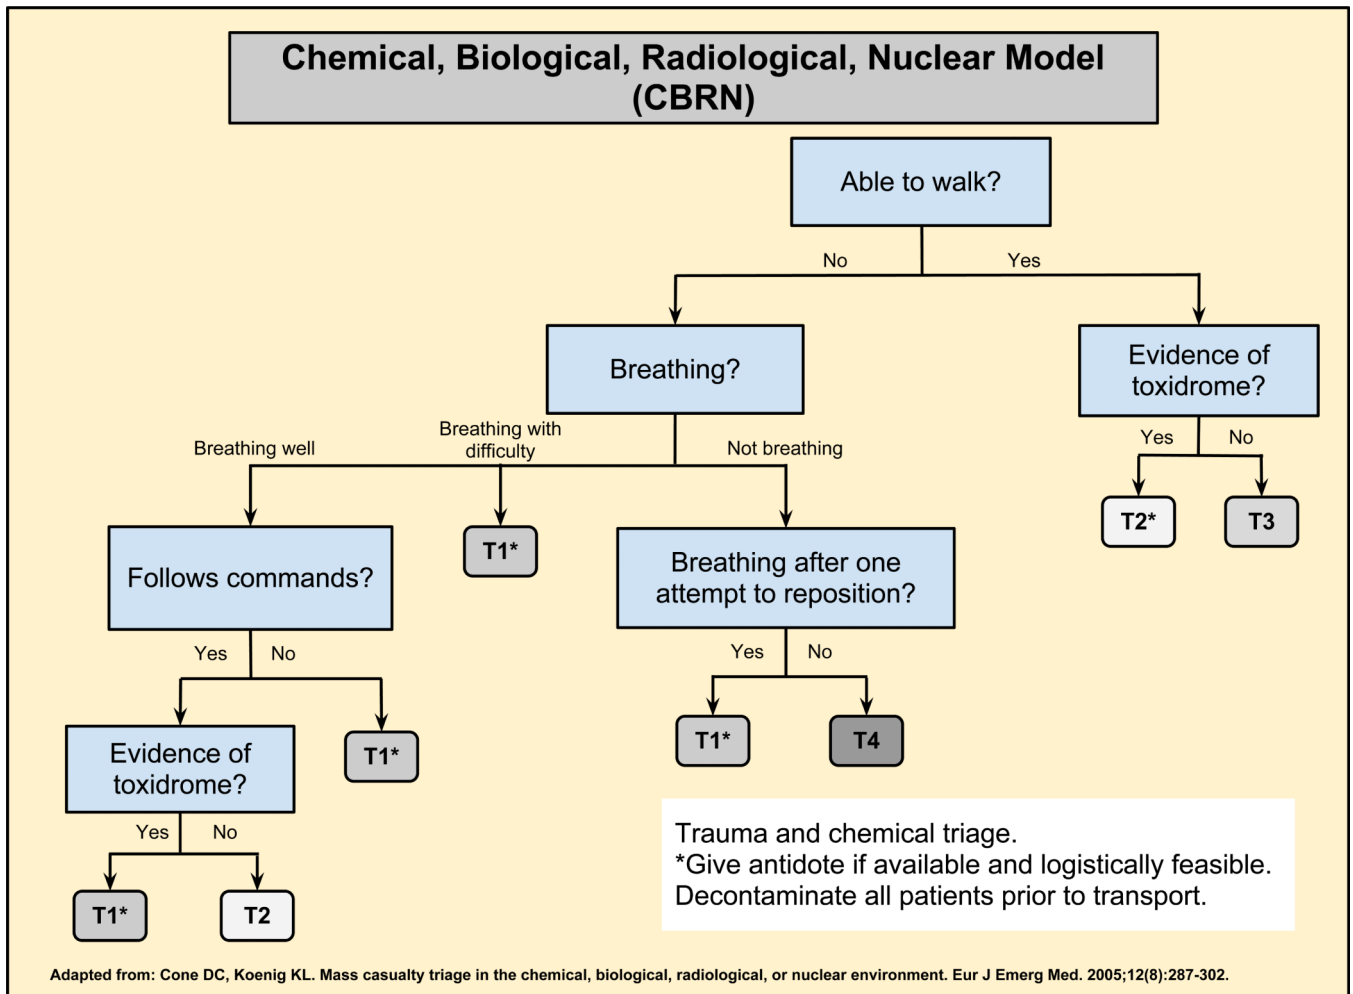 Chemical, Biological, Radiological, Nuclear Model
(CBRN)
Able to walk?
No
Yes
Breathing?
Evidence of
toxidrome?
Breathing well
Breathing with
difficulty
Not breathing
Yes
No
T2*
T3
Follows commands?
T1*
Breathing after one
attempt to reposition?
Yes
No
Yes
No
Evidence of
toxidrome?
T1*
T1*
T4
Yes
No
T1*
T2
Trauma and chemical triage.
*Give antidote if available and logistically feasible.
Decontaminate all patients prior to transport.
Adapted from: Cone DC, Koenig KL. Mass casualty triage in the chemical, biological, radiological, or nuclear environment. Eur J Emerg Med. 2005;12(8):287-302.